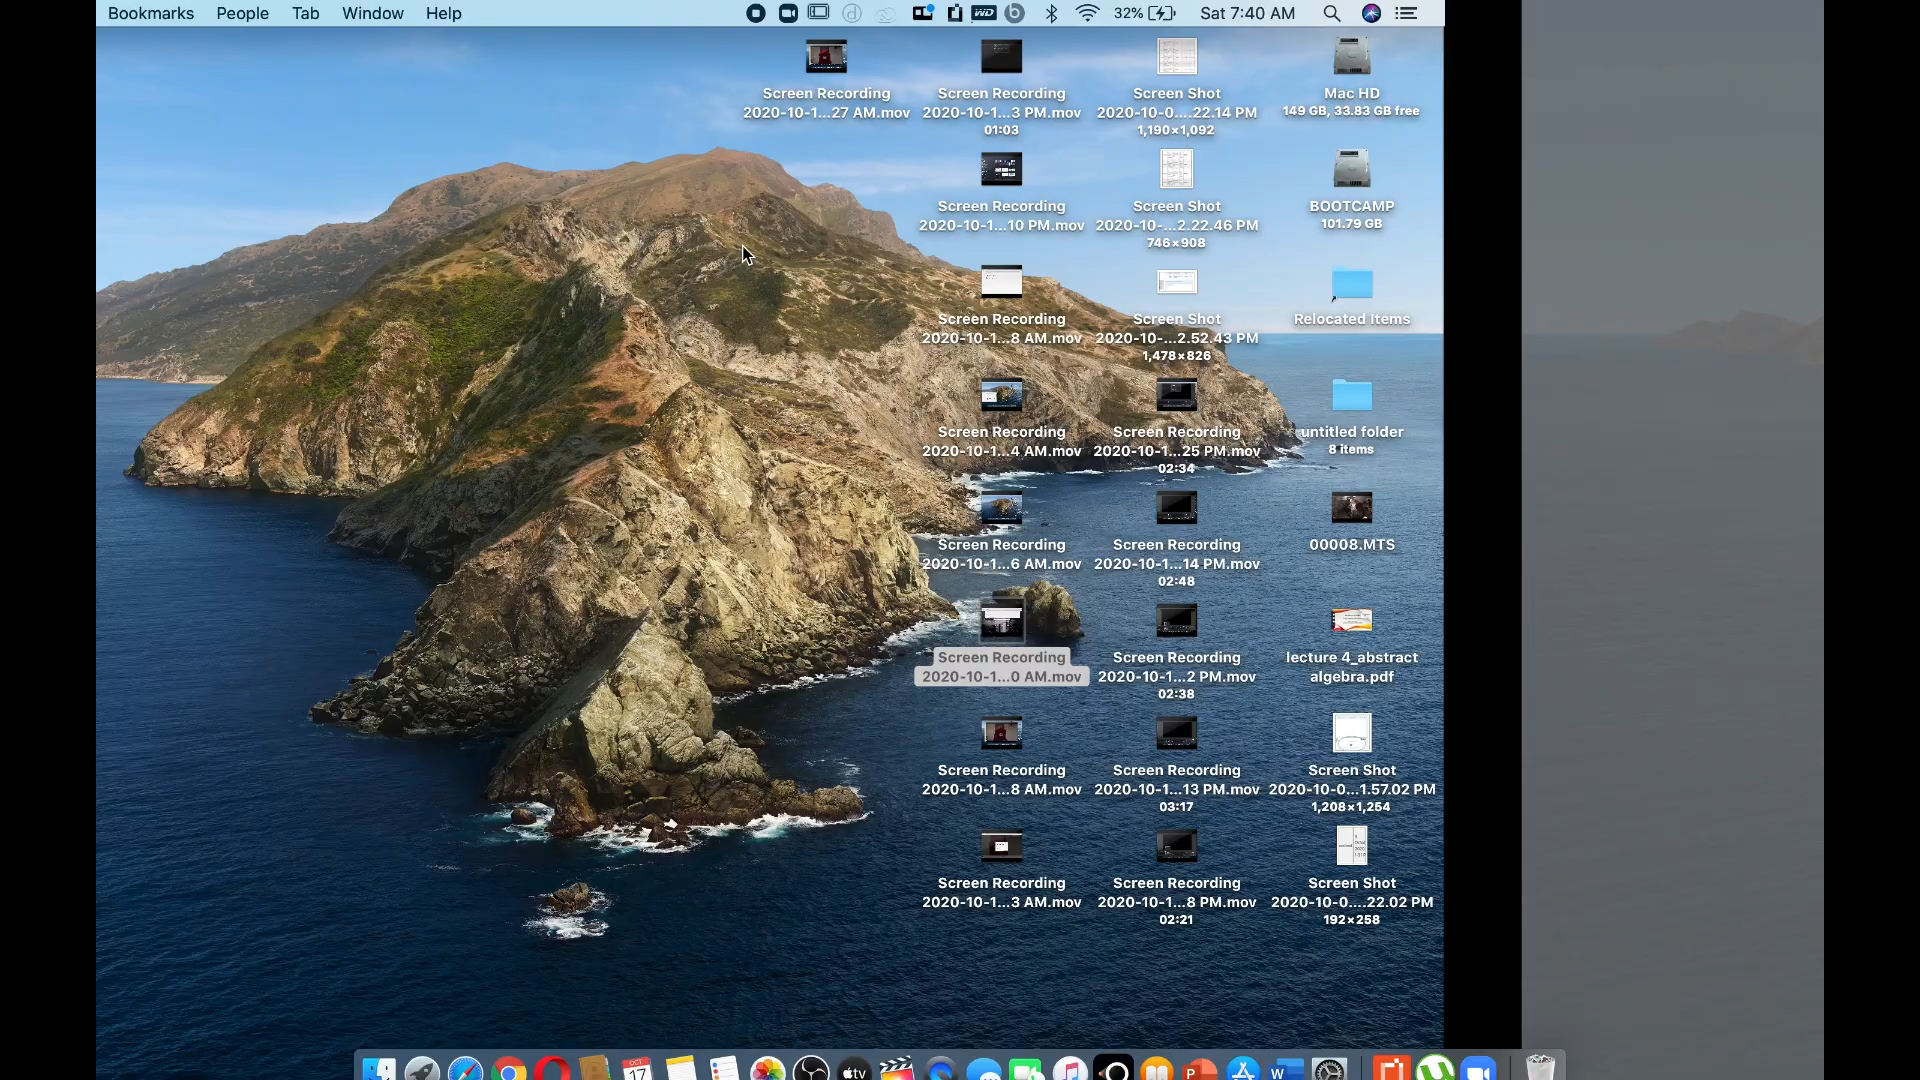 Bookmarks People Tab Window Help 32% Sat 7:40 AM
Screen Recording
2020-10-1...27 AM.mov
Screen Recording
2020-10-1...3 PM.mov
01:03
Screen Shot
2020-10-0....22.14 PM
1,190×1,092
Mac HD
149 GB, 33.83 GB free
Screen Recording
2020-10-1...10 PM.mov
Screen Shot
2020-10-...2.22.46 PM
746×908
BOOTCAMP
101.79 GB
Screen Recording
2020-10-1...8 AM.mov
Screen Shot
2020-10-...2.52.43 PM
1,478×826
Relocated Items
Screen Recording
2020-10-1...4 AM.mov
Screen Recording
2020-10-1...25 PM.mov
02:34
untitled folder
8 items
Screen Recording
2020-10-1...6 AM.mov
Screen Recording
2020-10-1...14 PM.mov
02:48
00008.MTS
Screen Recording
2020-10-1...0 AM.mov
Screen Recording
2020-10-1...2 PM.mov
02:38
lecture 4_abstract
algebra.pdf
Screen Recording
2020-10-1...8 AM.mov
Screen Recording
2020-10-1...13 PM.mov
03:17
Screen Shot
2020-10-0...1.57.02 PM
1,208×1,254
Screen Recording
2020-10-1...3 AM.mov
Screen Recording
2020-10-1...8 PM.mov
02:21
Screen Shot
2020-10-0....22.02 PM
192×258
OCT
17
tv
P
W